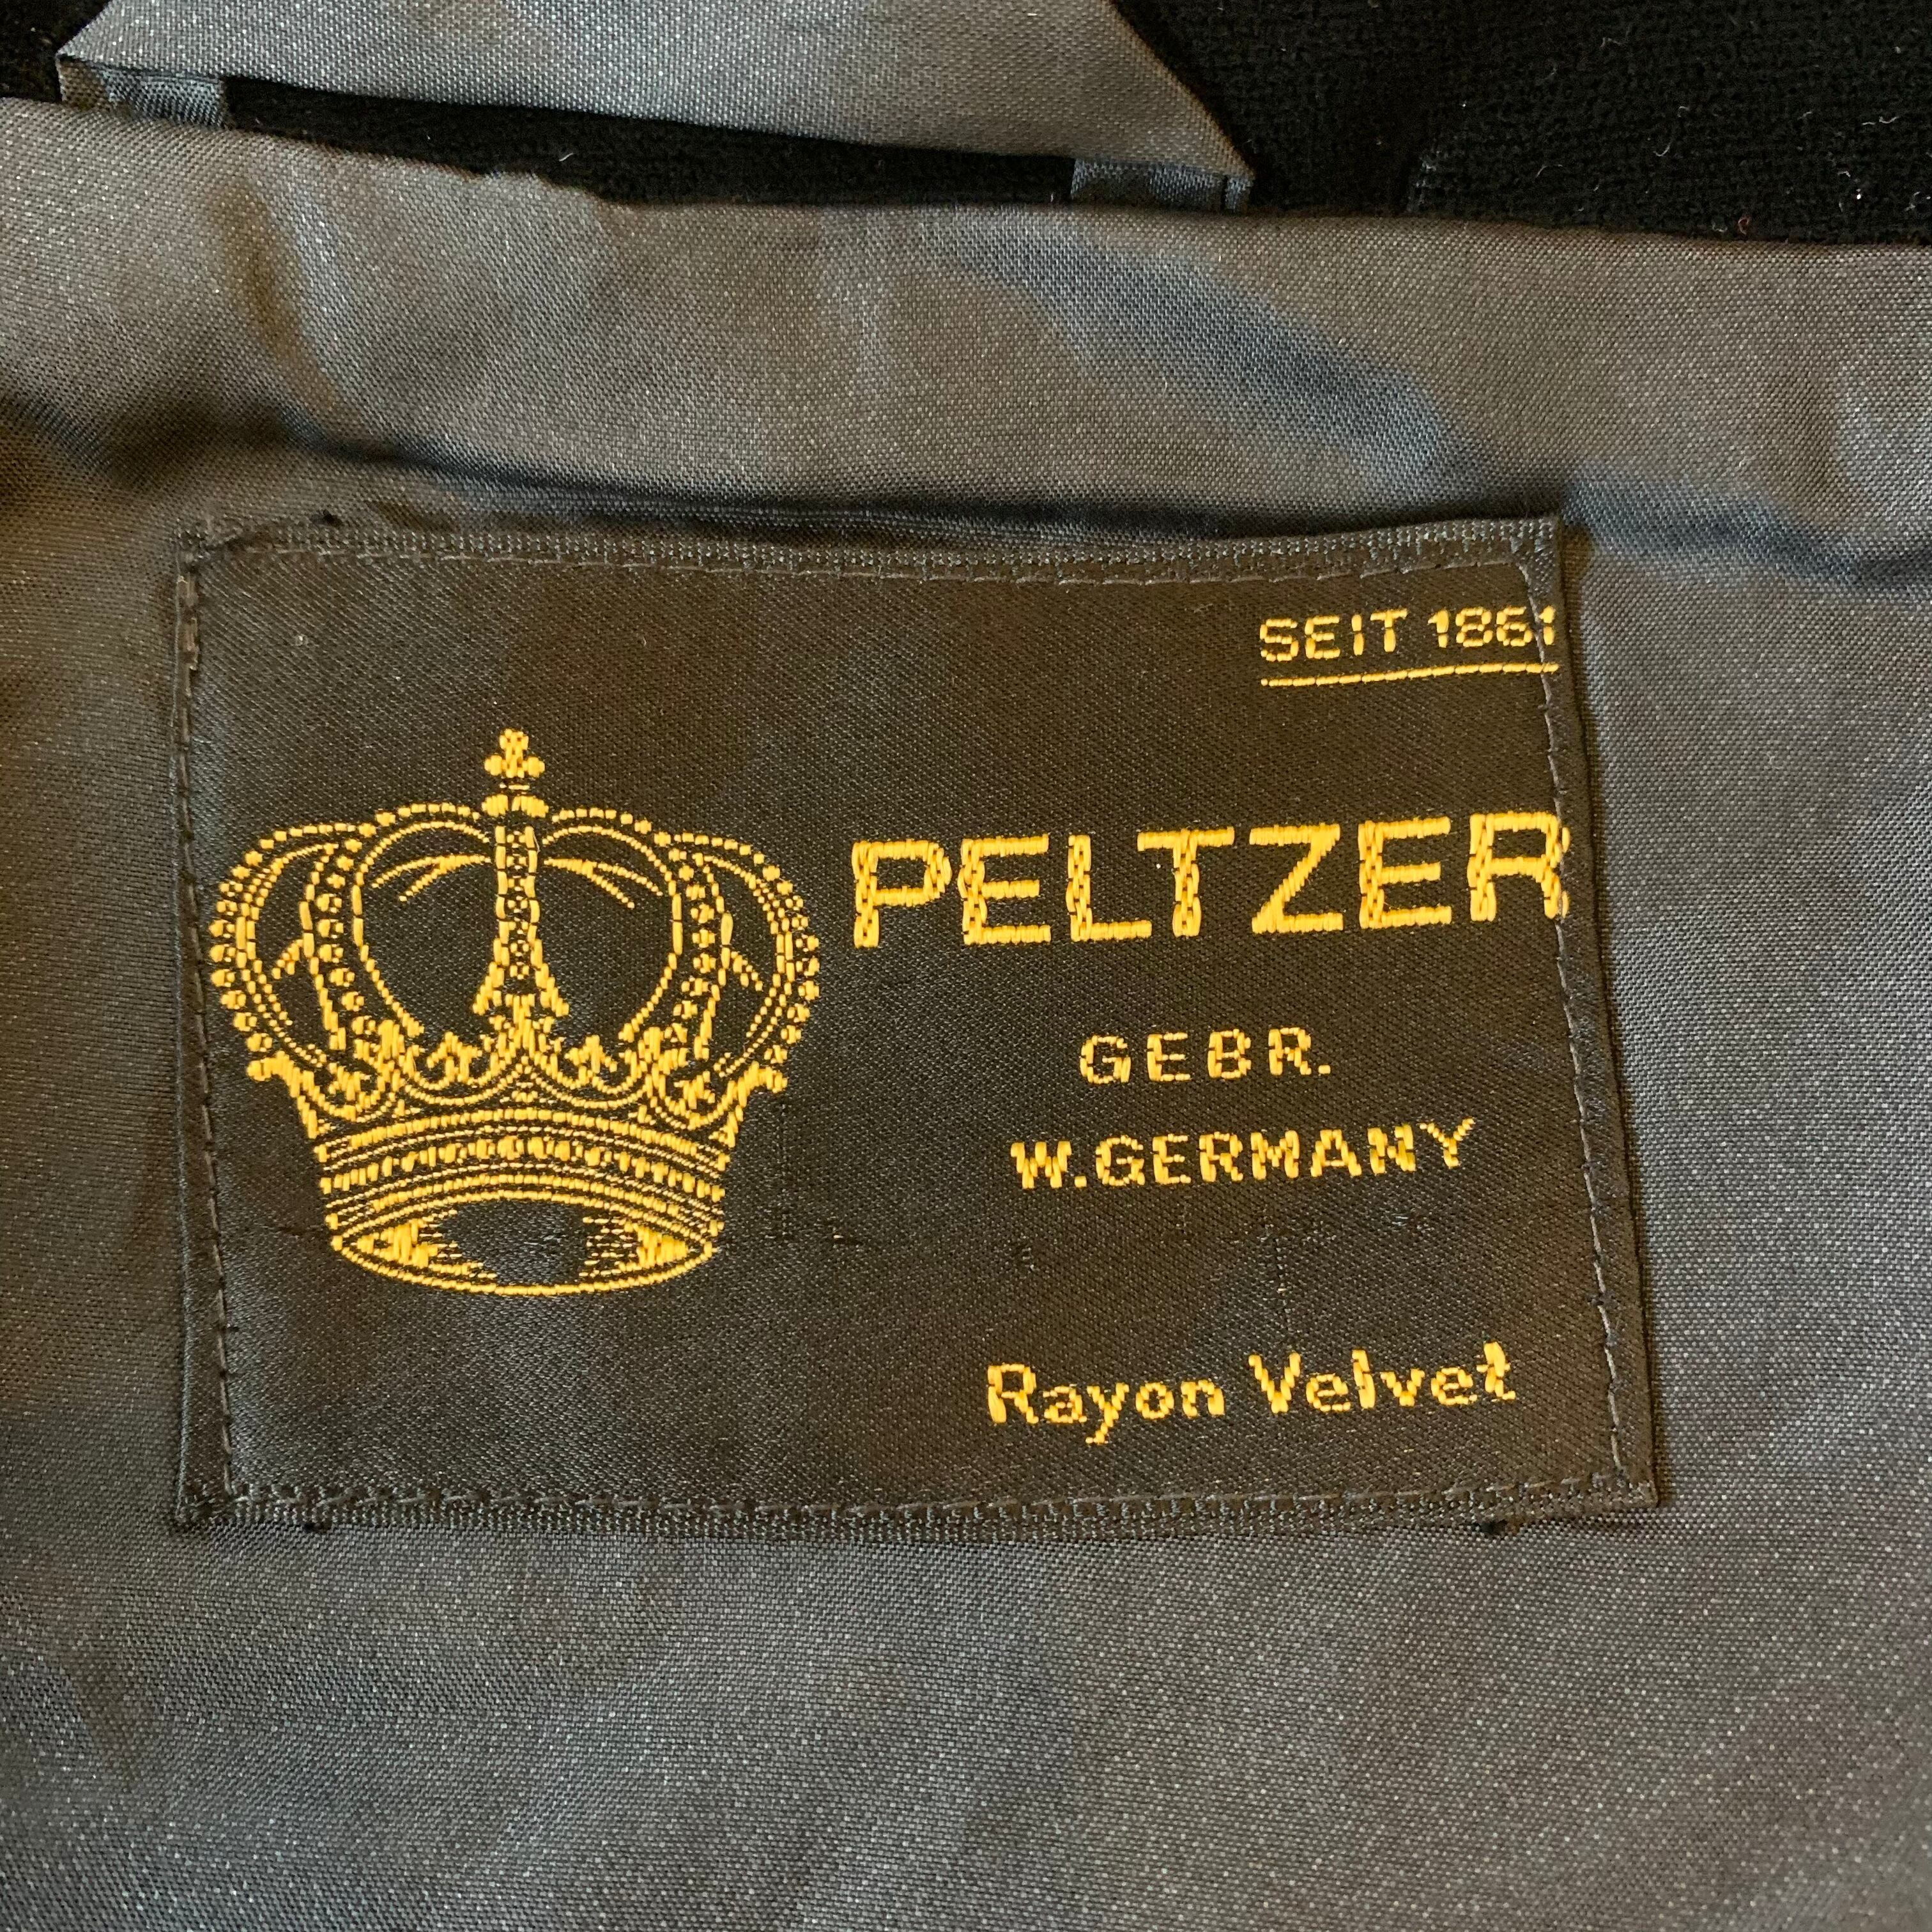 SEIT 1861
PELTZER
GEBR.
W.GERMANY
Rayon Velvet